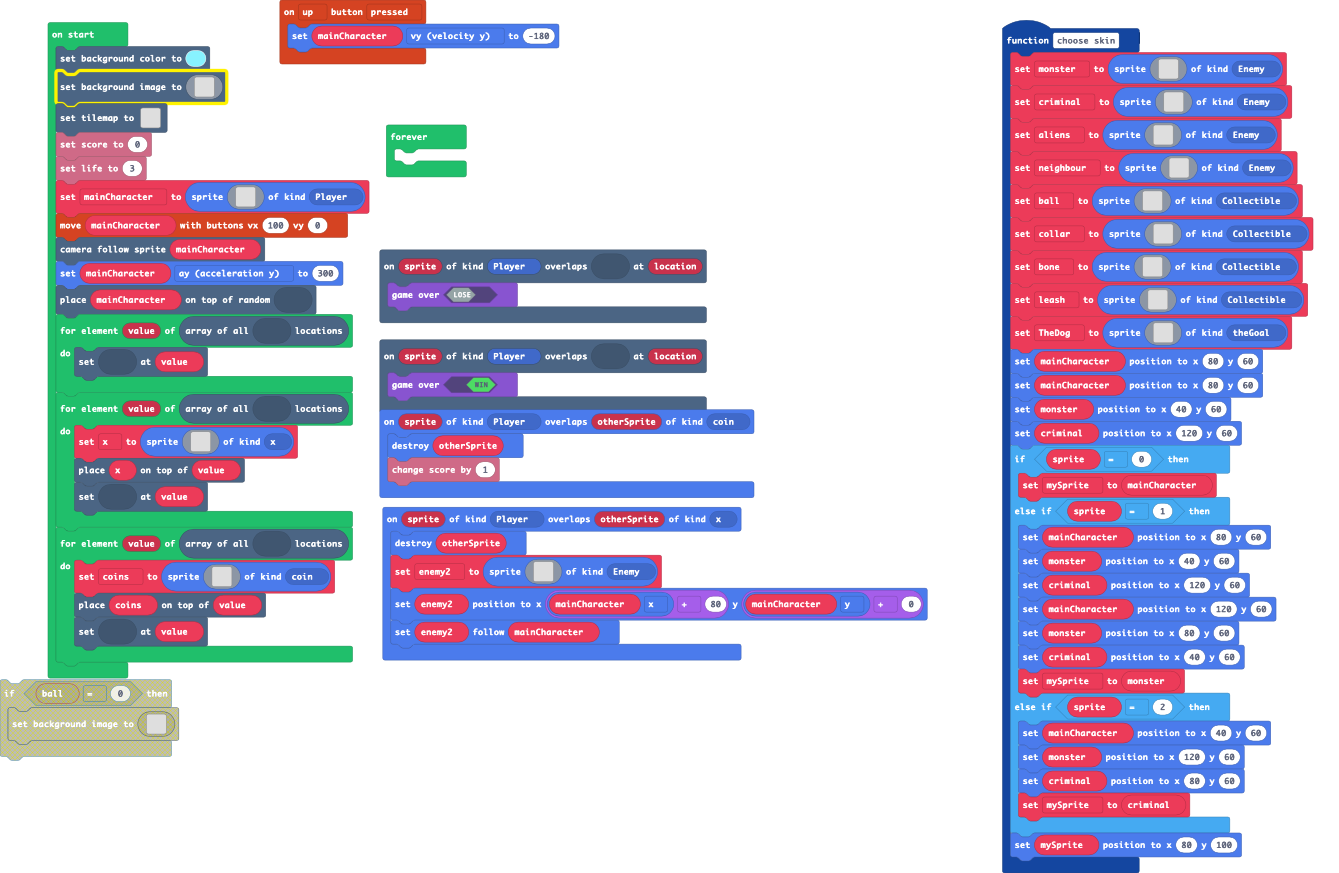 on start
set background color to
set background image to
set tilemap to
set score to 0
set life to 3
set mainCharacter to sprite of kind Player
move mainCharacter with buttons vx 100 vy 0
camera follow sprite mainCharacter
set mainCharacter ay (acceleration y) to 300
place mainCharacter on top of random
for element value of array of all locations
do
set at value
for element value of array of all locations
do
set x to sprite of kind x
place x on top of value
set at value
for element value of array of all locations
do
set coins to sprite of kind coin
place coins on top of value
set at value
if ball = 0 then
set background image to
on up button pressed
set mainCharacter vy (velocity y) to -180
forever
on sprite of kind Player overlaps at location
game over LOSE
on sprite of kind Player overlaps at location
game over WIN
on sprite of kind Player overlaps otherSprite of kind coin
destroy otherSprite
change score by 1
on sprite of kind Player overlaps otherSprite of kind x
destroy otherSprite
set enemy2 to sprite of kind Enemy
set enemy2 position to x mainCharacter x + 80 y mainCharacter y + 0
set enemy2 follow mainCharacter
function choose skin
set monster to sprite of kind Enemy
set criminal to sprite of kind Enemy
set aliens to sprite of kind Enemy
set neighbour to sprite of kind Enemy
set ball to sprite of kind Collectible
set collar to sprite of kind Collectible
set bone to sprite of kind Collectible
set leash to sprite of kind Collectible
set TheDog to sprite of kind theGoal
set mainCharacter position to x 80 y 60
set mainCharacter position to x 80 y 60
set monster position to x 40 y 60
set criminal position to x 120 y 60
if sprite = 0 then
set mySprite to mainCharacter
else if sprite = 1 then
set mainCharacter position to x 80 y 60
set monster position to x 40 y 60
set criminal position to x 120 y 60
set mainCharacter position to x 120 y 60
set monster position to x 80 y 60
set criminal position to x 40 y 60
set mySprite to monster
else if sprite = 2 then
set mainCharacter position to x 40 y 60
set monster position to x 120 y 60
set criminal position to x 80 y 60
set mySprite to criminal
set mySprite position to x 80 y 100